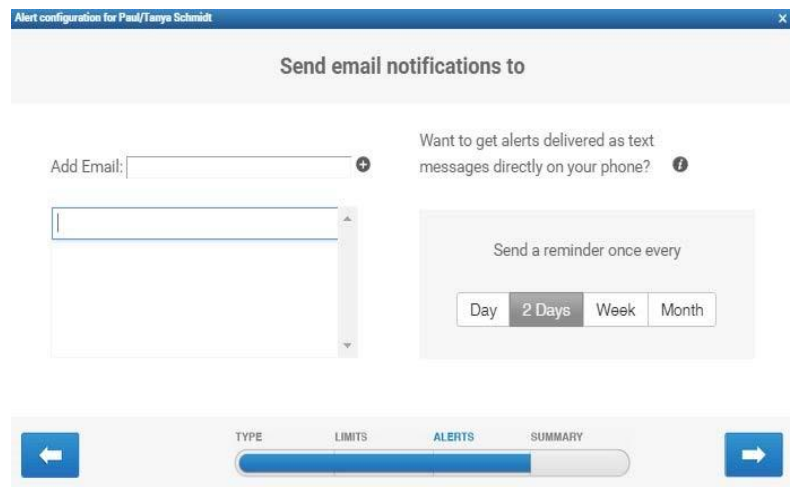 Alert configuration for Paul/Tanya Schmidt
x
Send email notifications to
Add Email:
Want to get alerts delivered as text
messages directly on your phone?
Send a reminder once every
Day 2 Days Week Month
TYPE LIMITS ALERTS SUMMARY